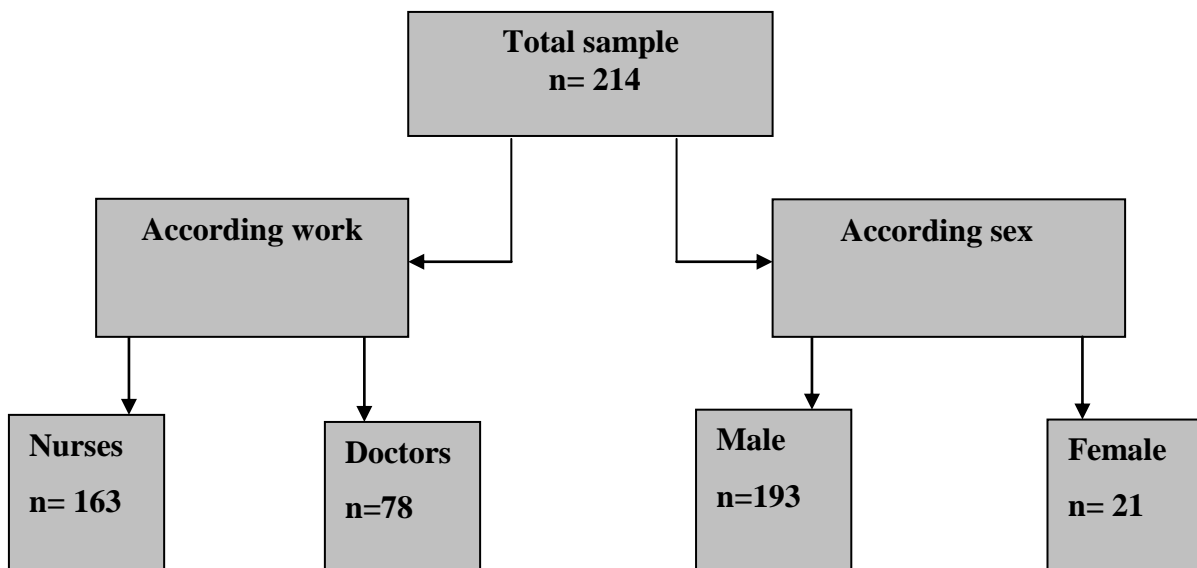 Total sample
n= 214
According work
According sex
Nurses
n= 163
Doctors
n=78
Male
n=193
Female
n= 21